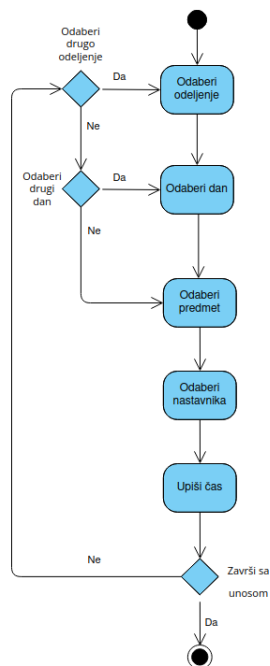 Odaberi
drugo
odeljenje
Da
Odaberi
odeljenje
Ne
Odaberi
drugi
dan
Da
Odaberi dan
Ne
Odaberi
predmet
Odaberi
nastavnika
Upiši čas
Ne
Završi sa
unosom
Da